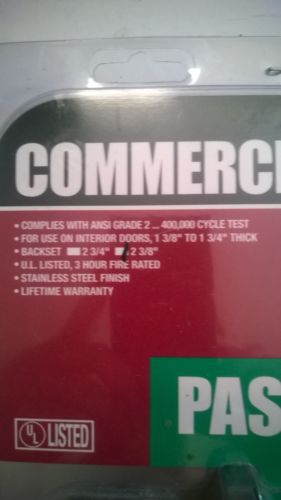 COMMERCI
• COMPLIES WITH ANSI GRADE 2 ... 400,000 CYCLE TEST
• FOR USE ON INTERIOR DOORS, 1 3/8" TO 1 3/4" THICK
• BACKSET 2 3/4" 2 3/8"
• U.L. LISTED, 3 HOUR FIRE RATED
• STAINLESS STEEL FINISH
• LIFETIME WARRANTY
PAS
UL LISTED